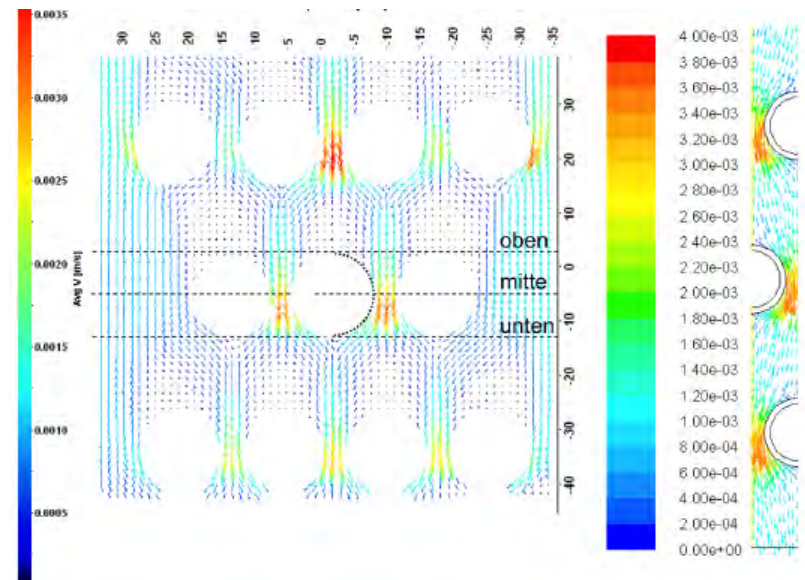 0.0035
0.0030
0.0025
0.0020
Avg V [m/s]
0.0015
0.0010
0.0005
30 25 20 15 10 5 0 -5 -10 -15 -20 -25 -30 -35
30
20
10
0
-10
-20
-30
-40
oben
mitte
unten
4.00e-03
3.80e-03
3.60e-03
3.40e-03
3.20e-03
3.00e-03
2.80e-03
2.60e-03
2.40e-03
2.20e-03
2.00e-03
1.80e-03
1.60e-03
1.40e-03
1.20e-03
1.00e-03
8.00e-04
6.00e-04
4.00e-04
2.00e-04
0.00e+00